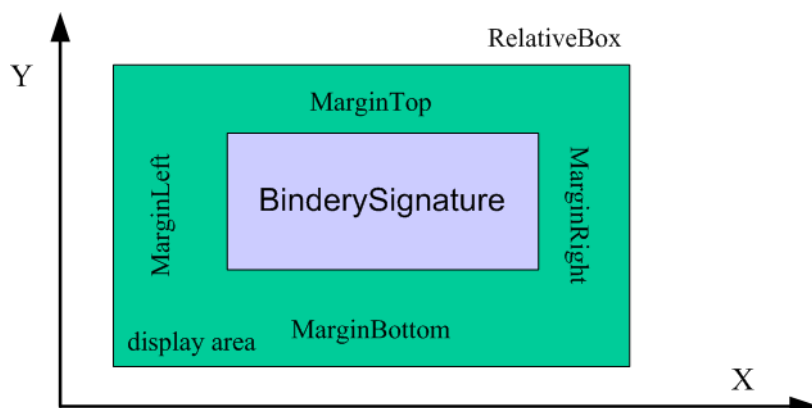 RelativeBox
Y
MarginTop
MarginLeft
BinderySignature
MarginRight
MarginBottom
display area
X